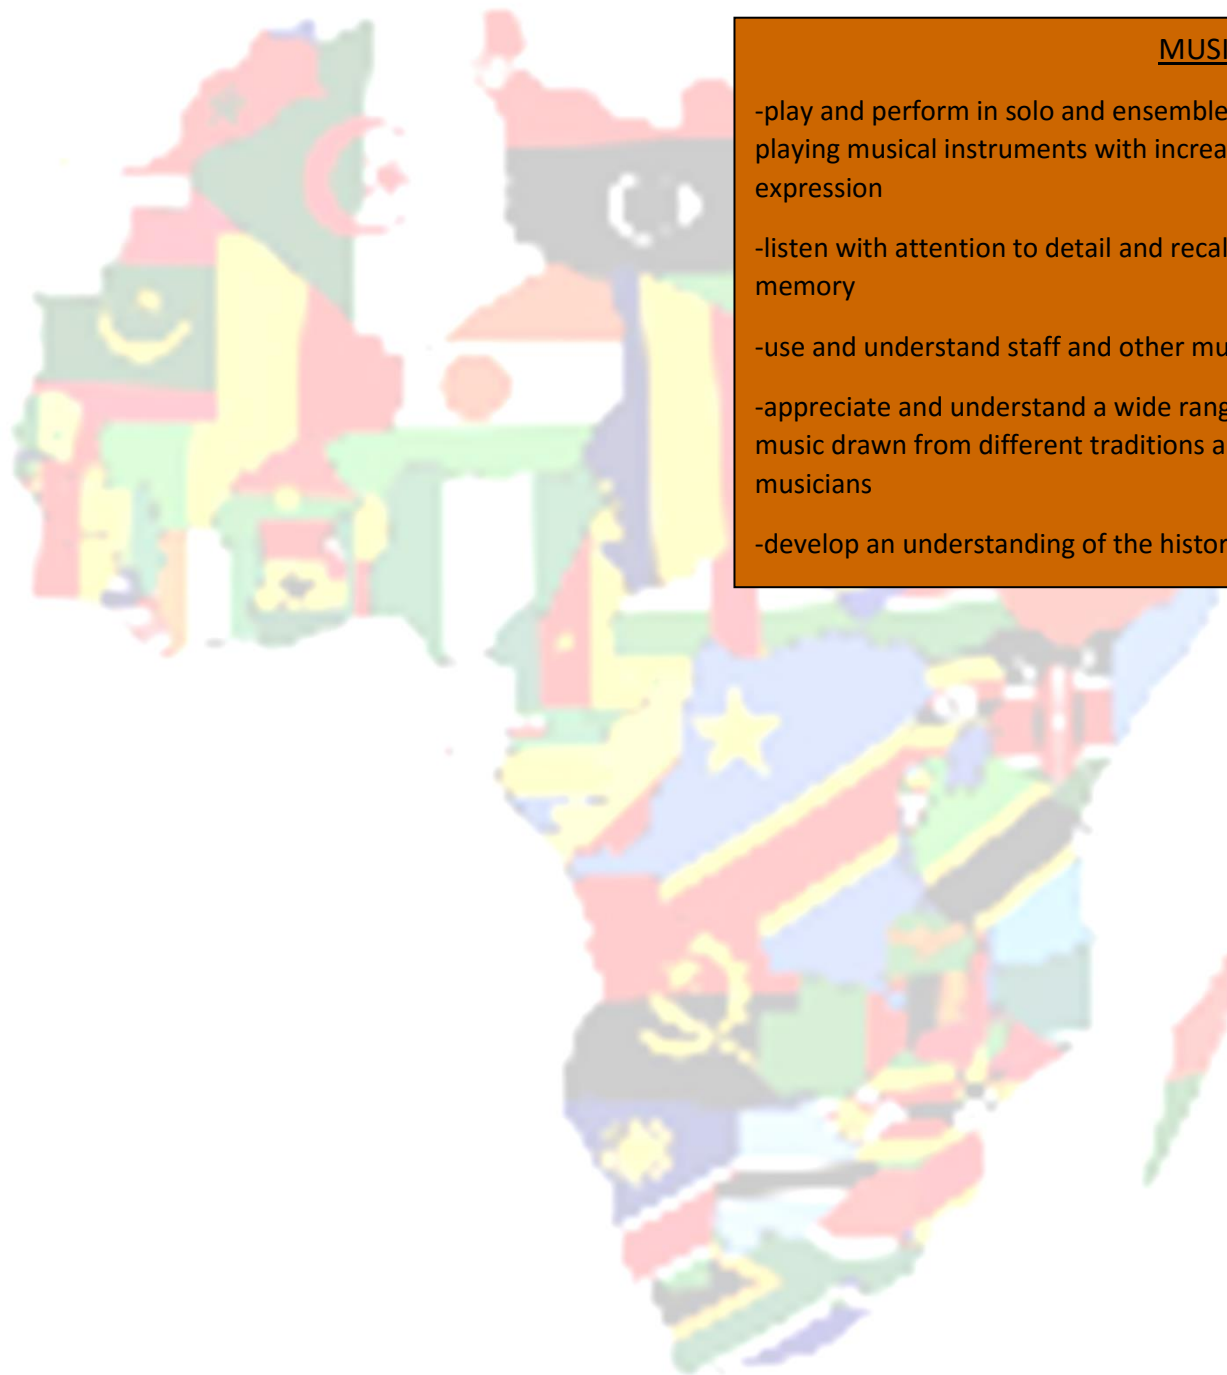 MUSI
-play and perform in solo and ensemble
playing musical instruments with increa
expression
-listen with attention to detail and recal
memory
-use and understand staff and other mu
-appreciate and understand a wide rang
music drawn from different traditions a
musicians
-develop an understanding of the histor